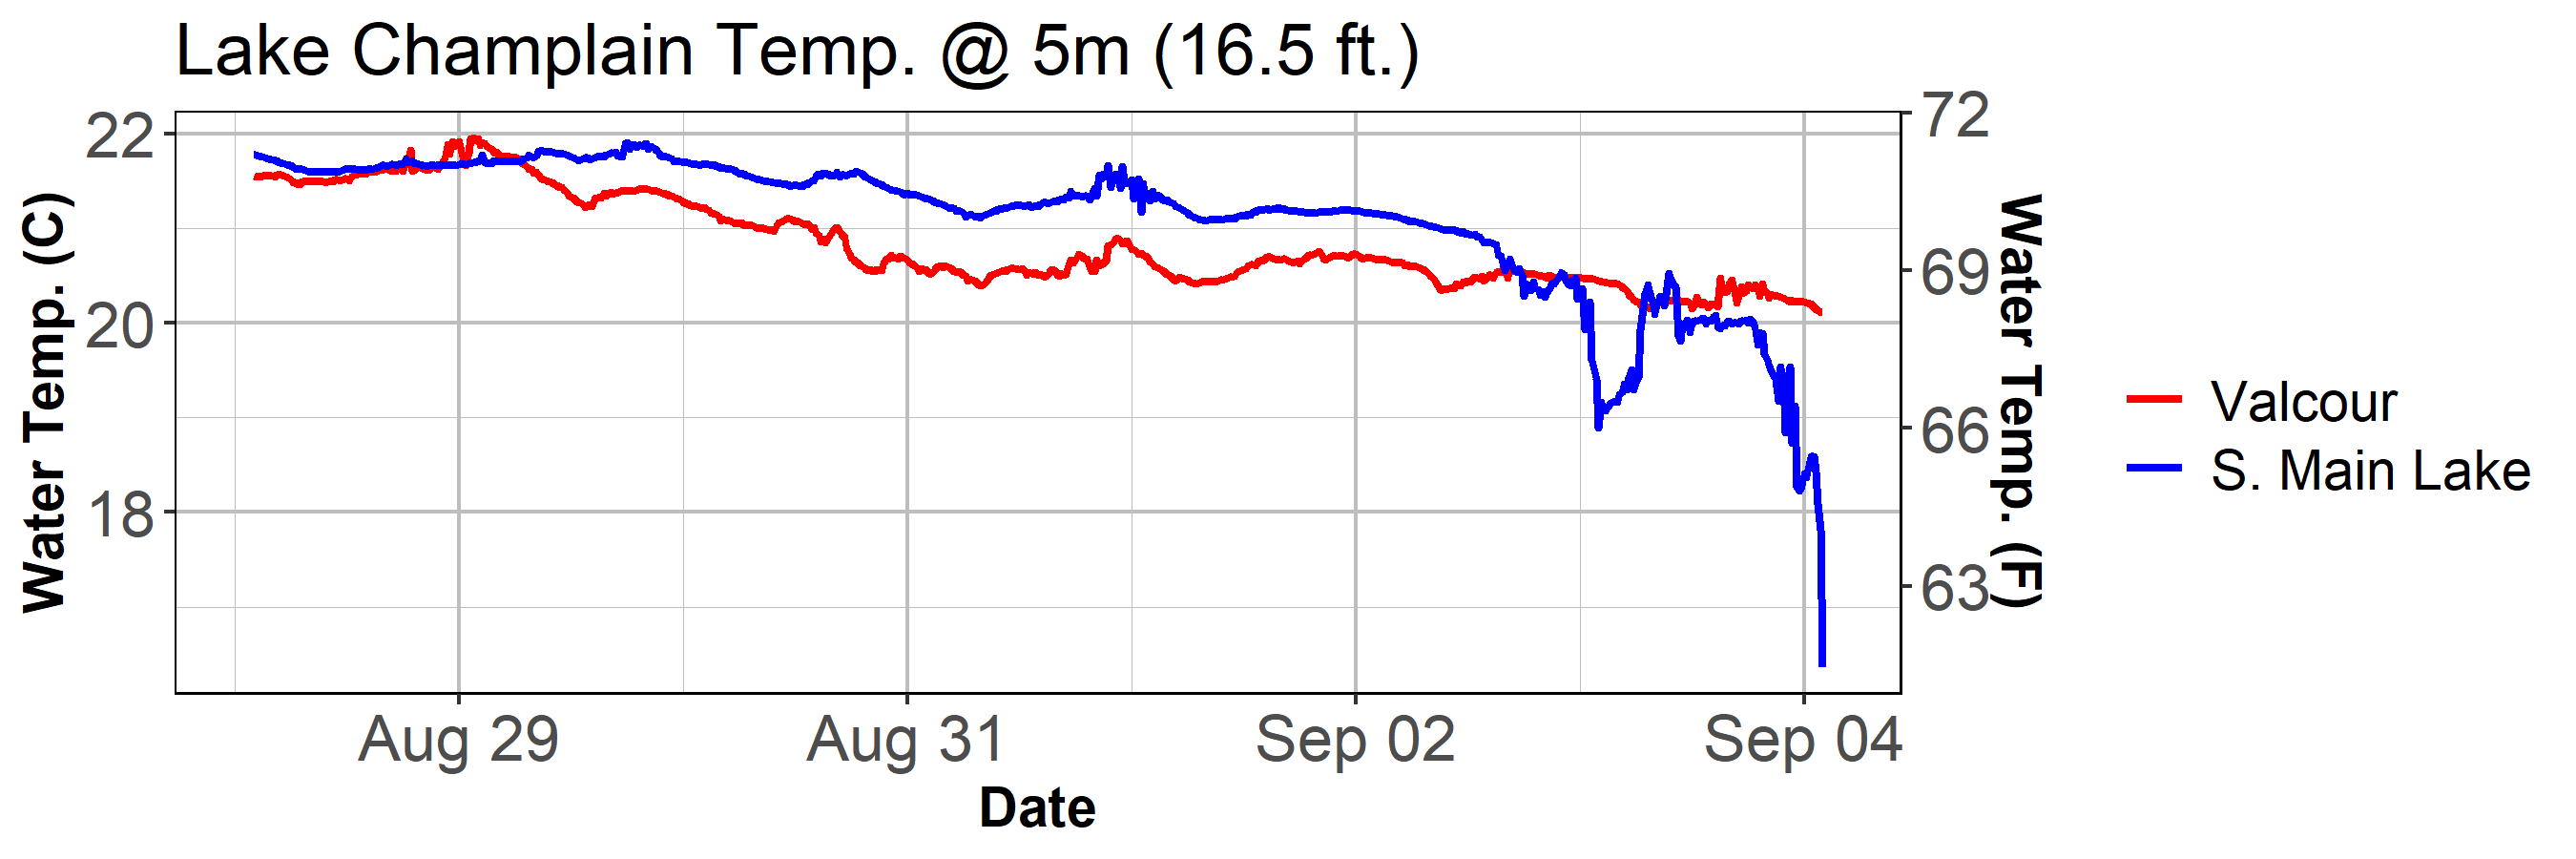 Lake Champlain Temp. @ 5m (16.5 ft.)
Water Temp. (C)
22
20
18
72
69
66
63
Water Temp. (F)
Aug 29
Aug 31
Sep 02
Sep 04
Date
Valcour
S. Main Lake